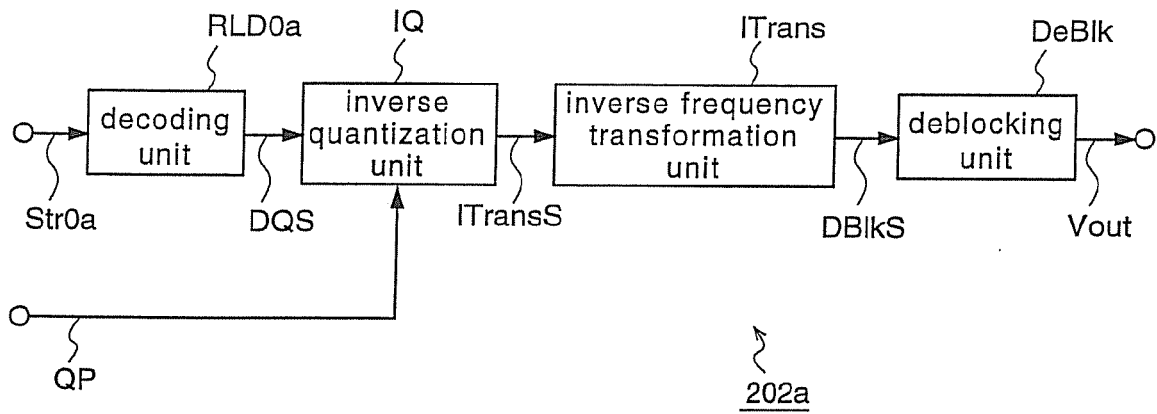 RLD0a
IQ
ITrans
DeBlk
decoding
unit
inverse
quantization
unit
inverse frequency
transformation
unit
deblocking
unit
Str0a
DQS
ITransS
DBlkS
Vout
QP
202a